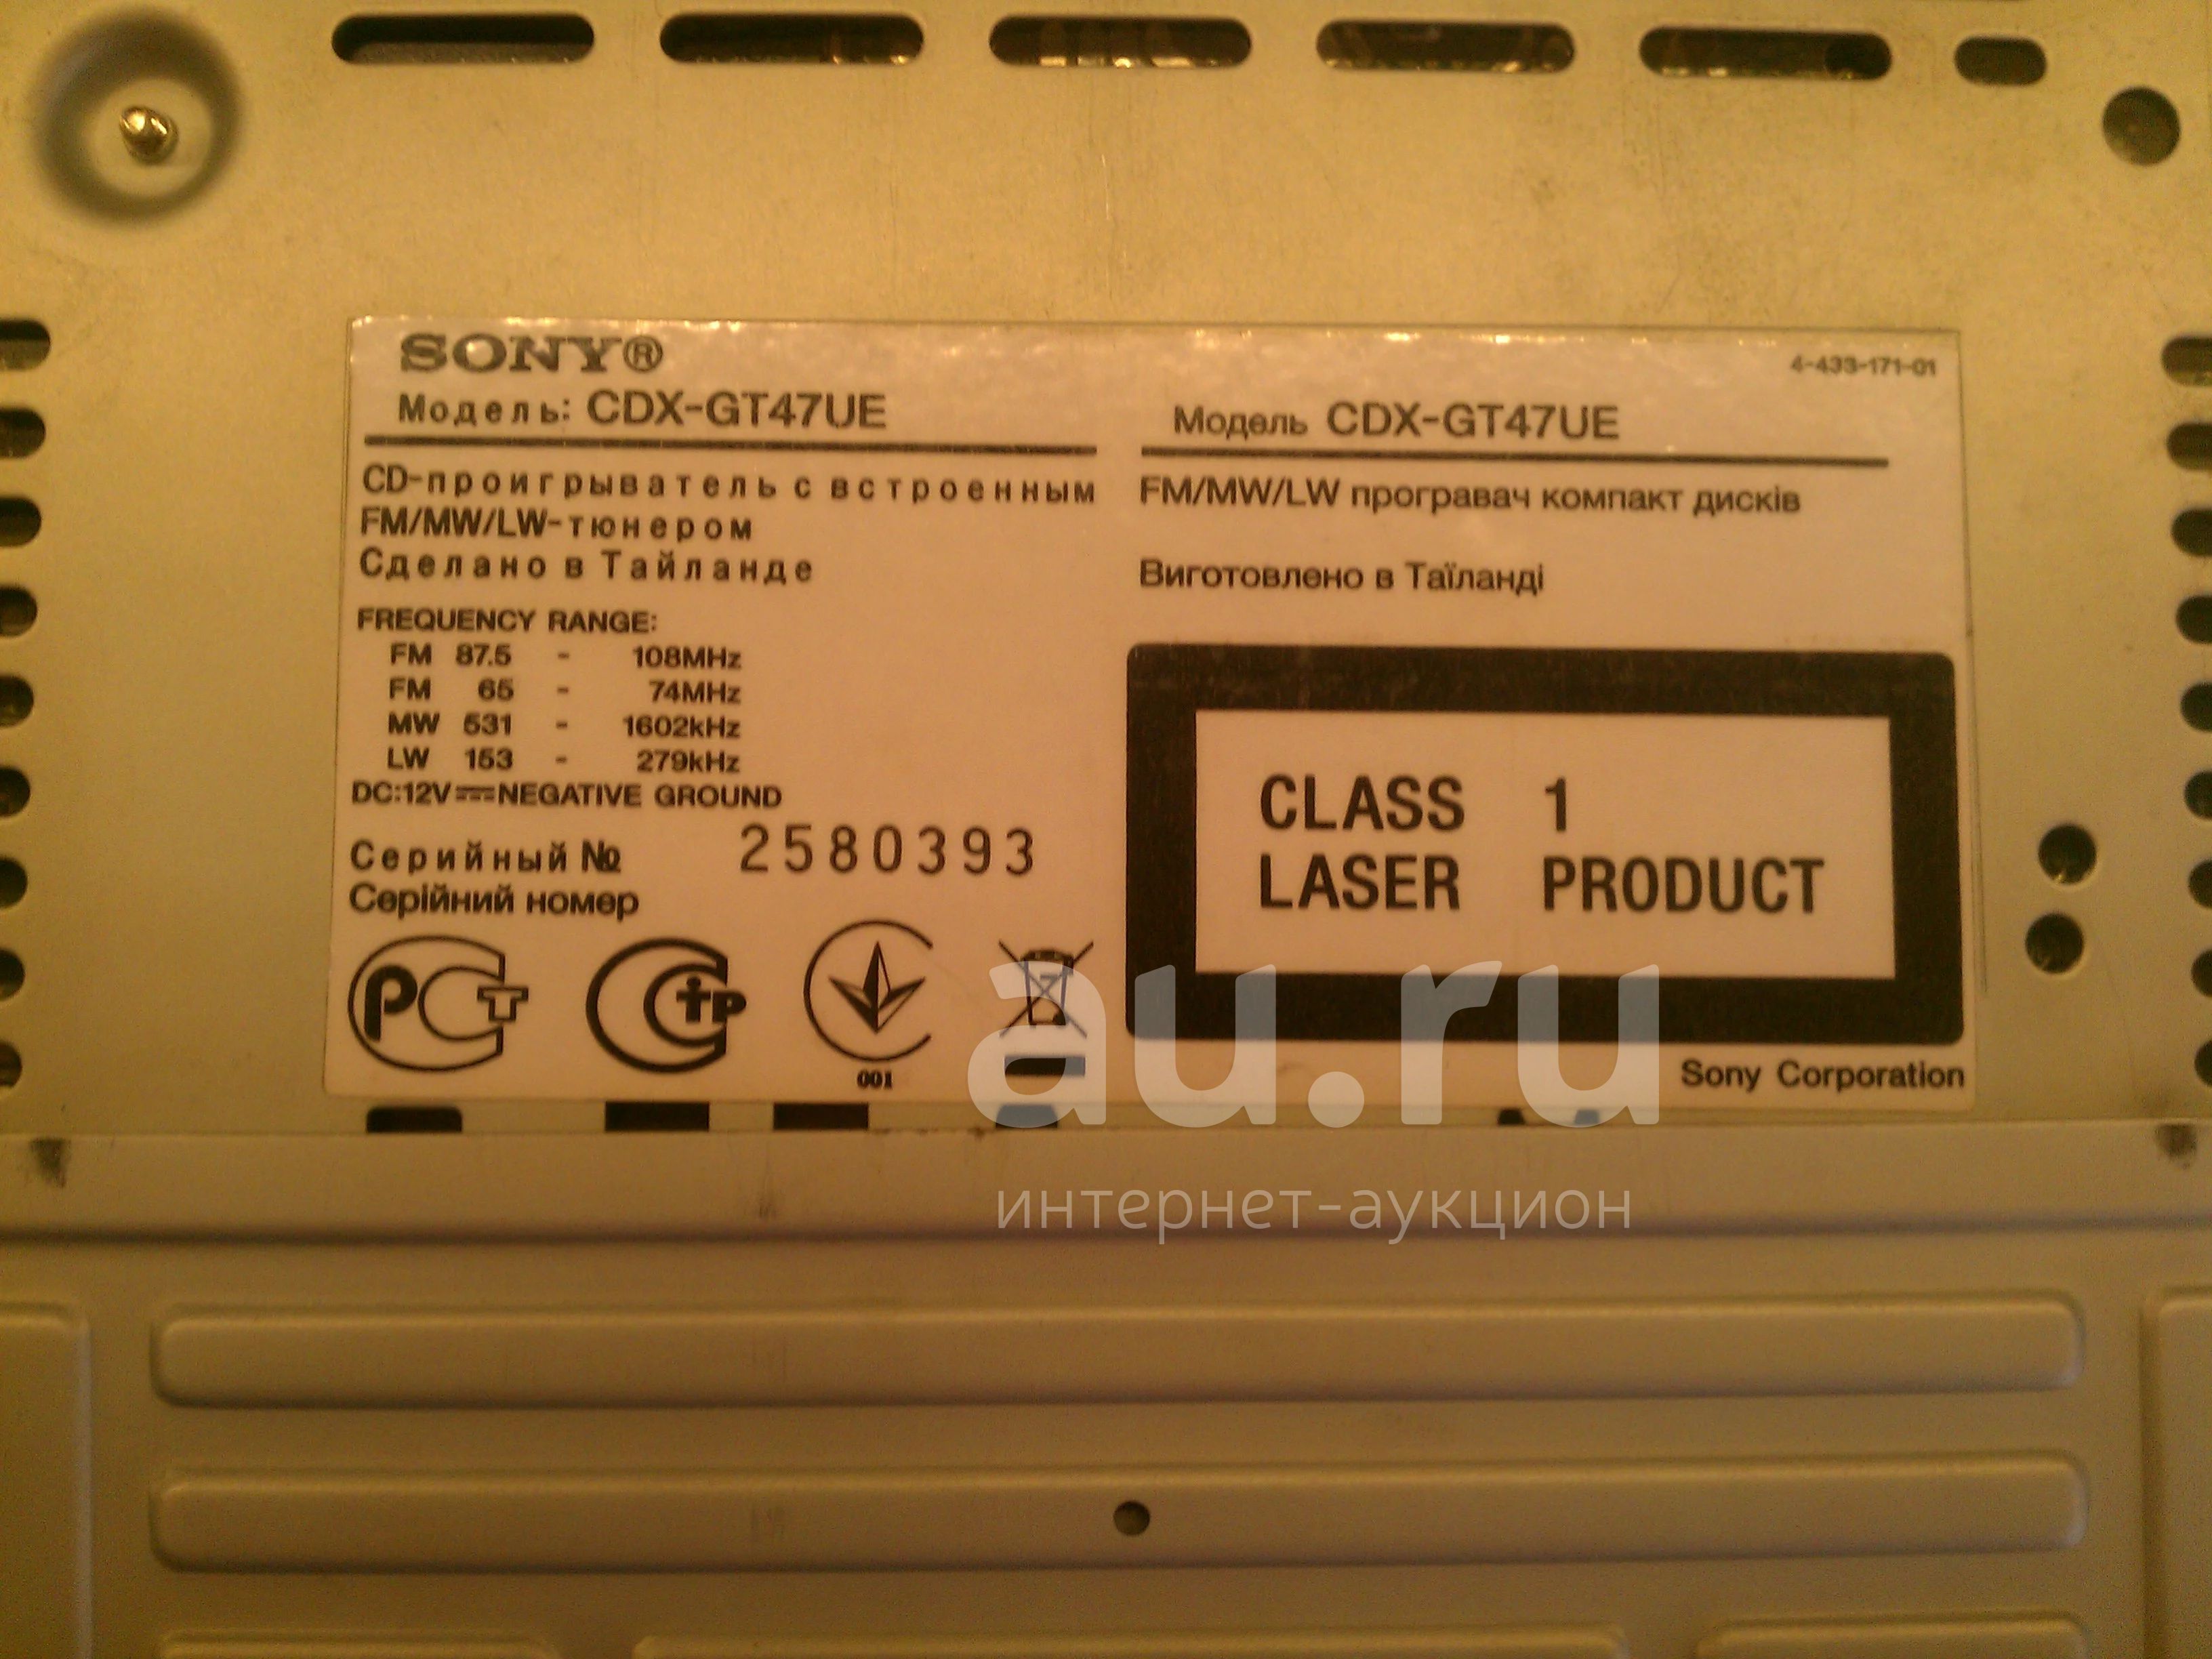 SONY®
Модель: CDX-GT47UE
CD-проигрыватель с встроенным
FM/MW/LW-тюнером
Сделано в Тайланде
FREQUENCY RANGE:
FM 87.5 - 108MHz
FM 65 - 74MHz
MW 531 - 1602kHz
LW 153 - 279kHz
DC:12V⎓NEGATIVE GROUND
Серийный № 2580393
Серійний номер
РСТ
Стр
001
4-433-171-01
Модель CDX-GT47UE
FM/MW/LW програвач компакт дисків
Виготовлено в Таїланді
CLASS 1
LASER PRODUCT
Sony Corporation
au.ru
интернет-аукцион